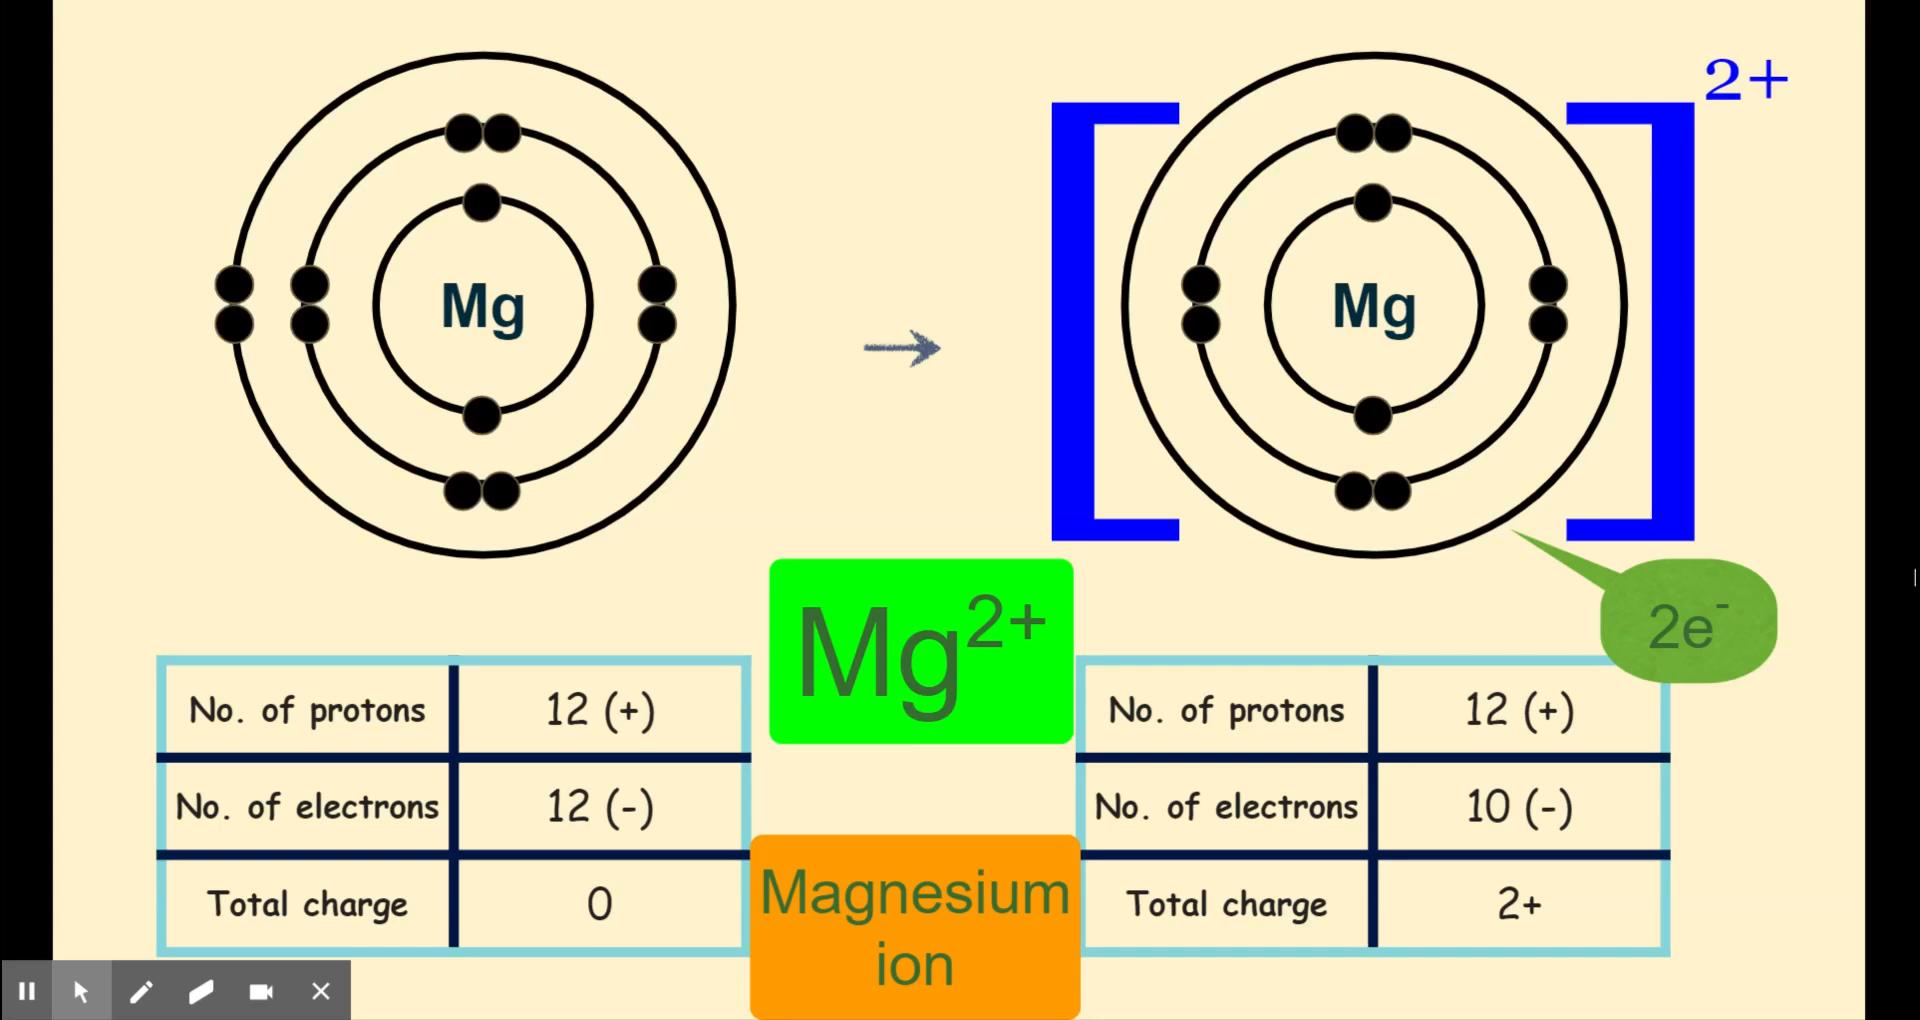 2+
Mg
Mg
2e⁻
Mg²⁺
No. of protons 12 (+)
No. of electrons 12 (-)
Total charge 0
Magnesium
ion
No. of protons 12 (+)
No. of electrons 10 (-)
Total charge 2+